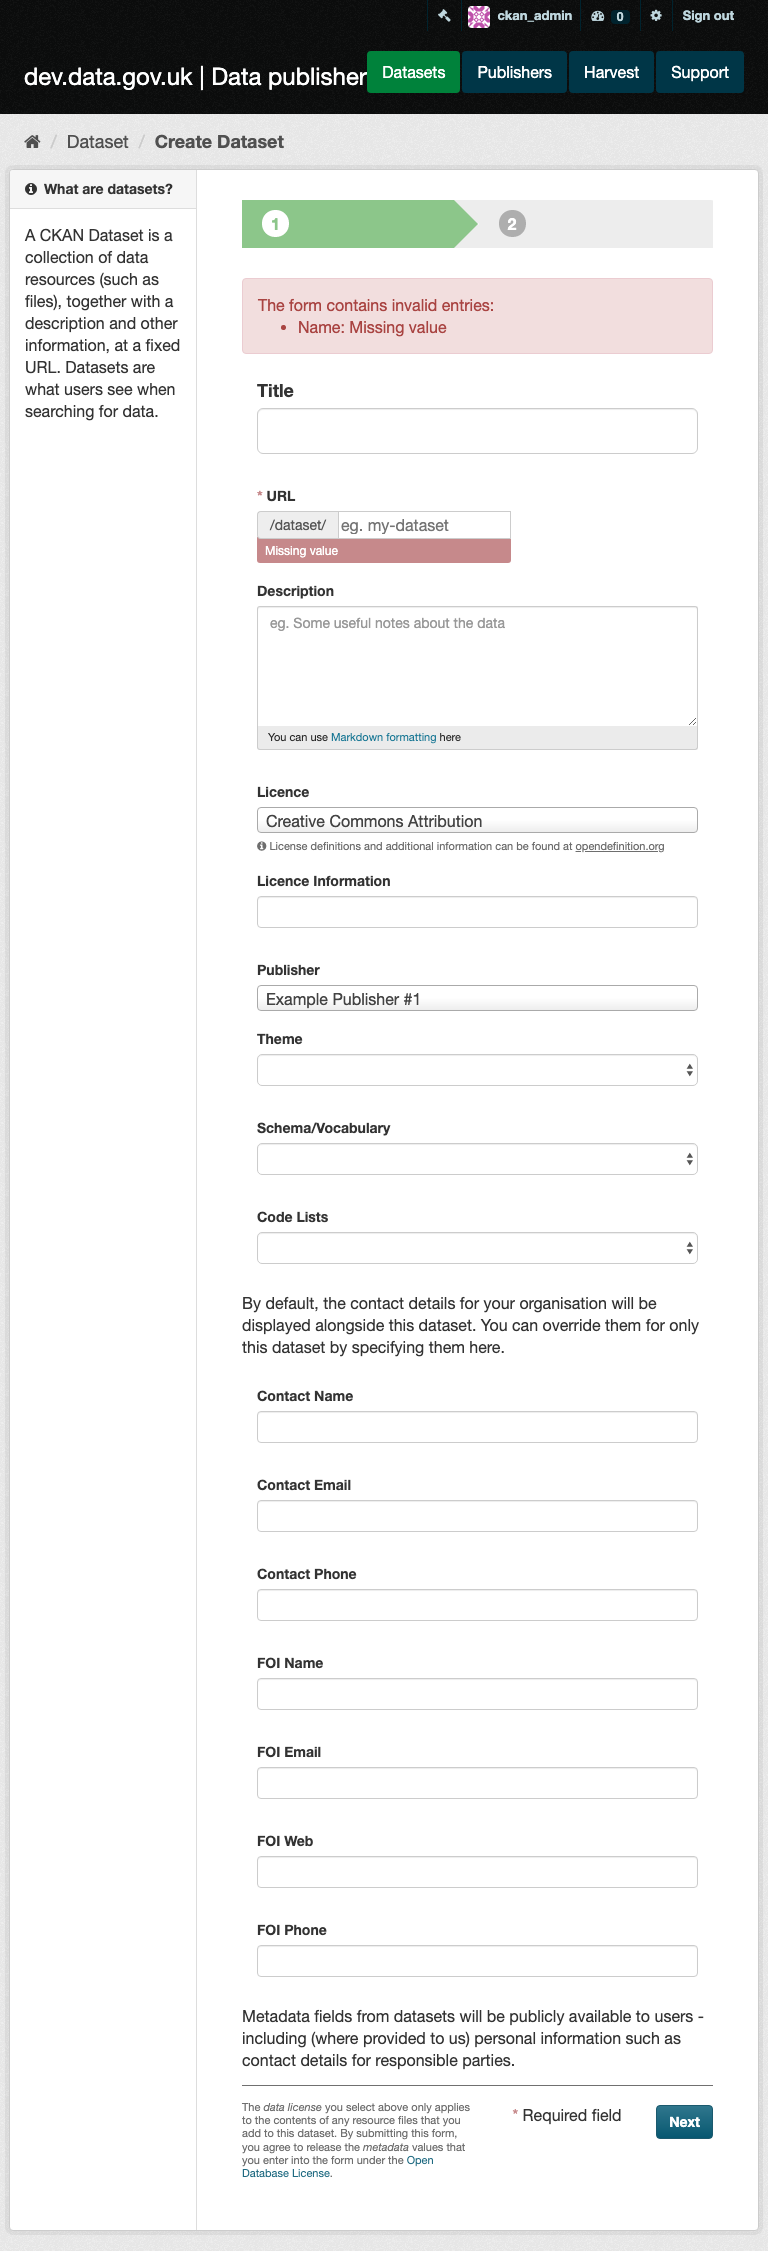 ckan_admin 0 Sign out
dev.data.gov.uk | Data publisher Datasets Publishers Harvest Support
/ Dataset / Create Dataset
What are datasets?
A CKAN Dataset is a
collection of data
resources (such as
files), together with a
description and other
information, at a fixed
URL. Datasets are
what users see when
searching for data.
1 2
The form contains invalid entries:
• Name: Missing value
Title
* URL
/dataset/ eg. my-dataset
Missing value
Description
eg. Some useful notes about the data
You can use Markdown formatting here
Licence
Creative Commons Attribution
License definitions and additional information can be found at opendefinition.org
Licence Information
Publisher
Example Publisher #1
Theme
Schema/Vocabulary
Code Lists
By default, the contact details for your organisation will be
displayed alongside this dataset. You can override them for only
this dataset by specifying them here.
Contact Name
Contact Email
Contact Phone
FOI Name
FOI Email
FOI Web
FOI Phone
Metadata fields from datasets will be publicly available to users -
including (where provided to us) personal information such as
contact details for responsible parties.
The data license you select above only applies
to the contents of any resource files that you
add to this dataset. By submitting this form,
you agree to release the metadata values that
you enter into the form under the Open
Database License.
* Required field
Next